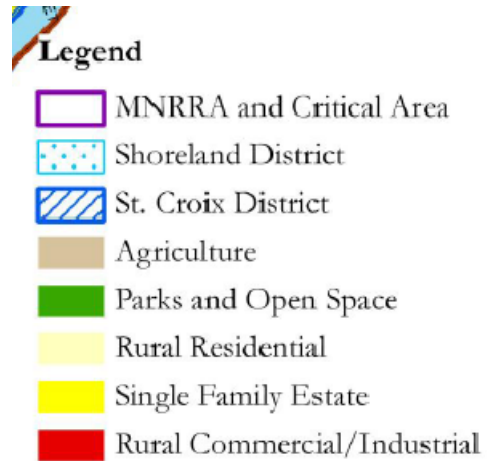 Legend
MNRRA and Critical Area
Shoreland District
St. Croix District
Agriculture
Parks and Open Space
Rural Residential
Single Family Estate
Rural Commercial/Industrial